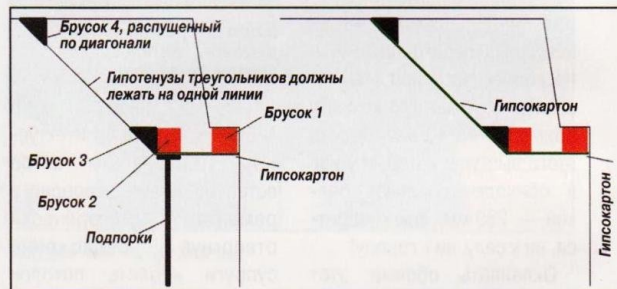 Брусок 4, распущенный
по диагонали
Гипотенузы треугольников должны
лежать на одной линии
Брусок 1
Брусок 3
Гипсокартон
Брусок 2
Подпорки
Гипсокартон
Гипсокартон